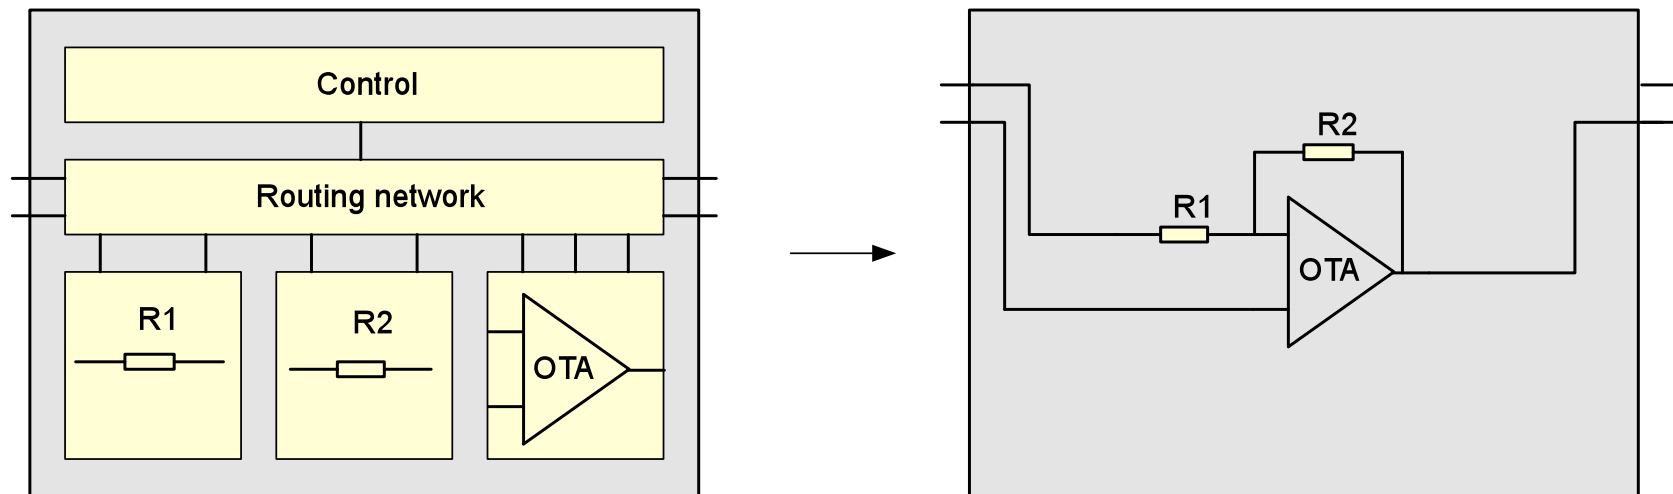 Control
Routing network
R1
R2
OTA
R2
R1
OTA